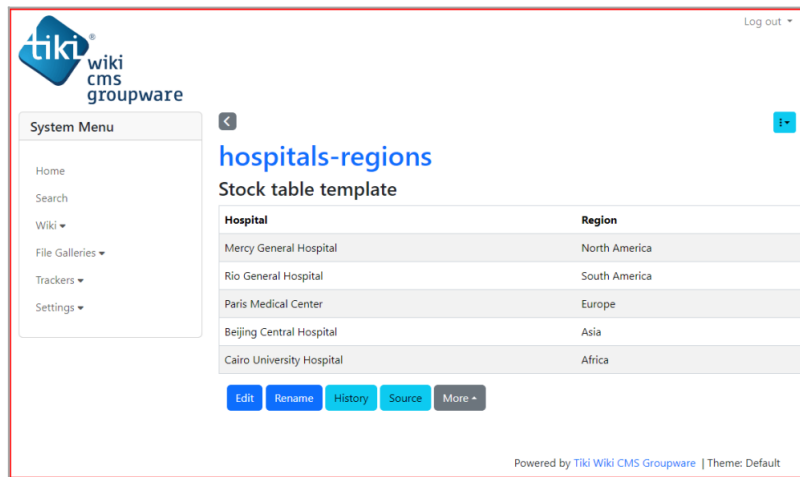 Log out
tiki®
wiki
cms
groupware
System Menu
Home
Search
Wiki
File Galleries
Trackers
Settings
hospitals-regions
Stock table template
Hospital Region
Mercy General Hospital North America
Rio General Hospital South America
Paris Medical Center Europe
Beijing Central Hospital Asia
Cairo University Hospital Africa
Edit Rename History Source More
Powered by Tiki Wiki CMS Groupware | Theme: Default